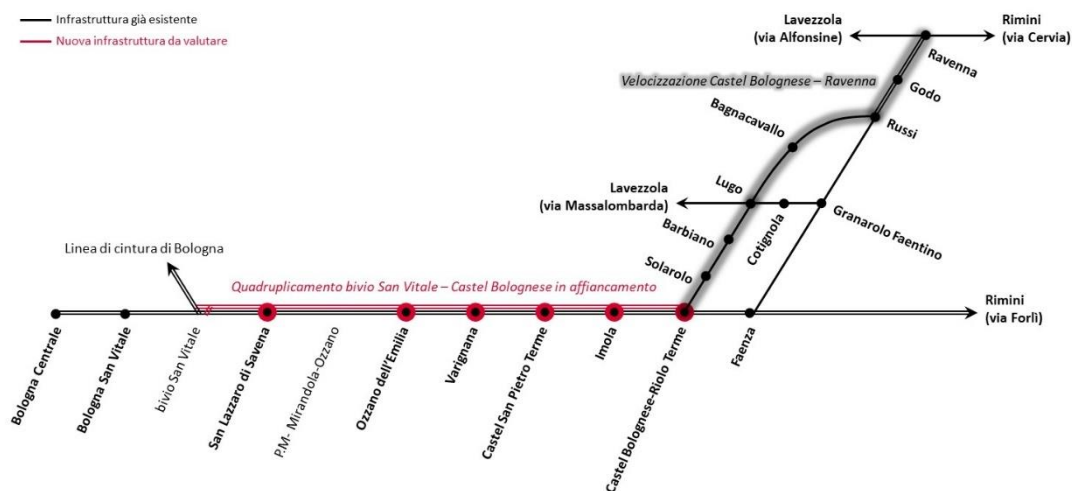 Infrastruttura già esistente
Nuova infrastruttura da valutare
Lavezzola
(via Alfonsine)
Rimini
(via Cervia)
Ravenna
Velocizzazione Castel Bolognese – Ravenna
Godo
Bagnacavallo
Russi
Lugo
Lavezzola
(via Massalombarda)
Granarolo Faentino
Cotignola
Barbiano
Linea di cintura di Bologna
Solarolo
Quadruplicamento bivio San Vitale – Castel Bolognese in affiancamento
Rimini
(via Forlì)
Bologna Centrale
Bologna San Vitale
bivio San Vitale
San Lazzaro di Savena
P.M- Mirandola-Ozzano
Ozzano dell'Emilia
Varignana
Castel San Pietro Terme
Imola
Castel Bolognese-Riolo Terme
Faenza